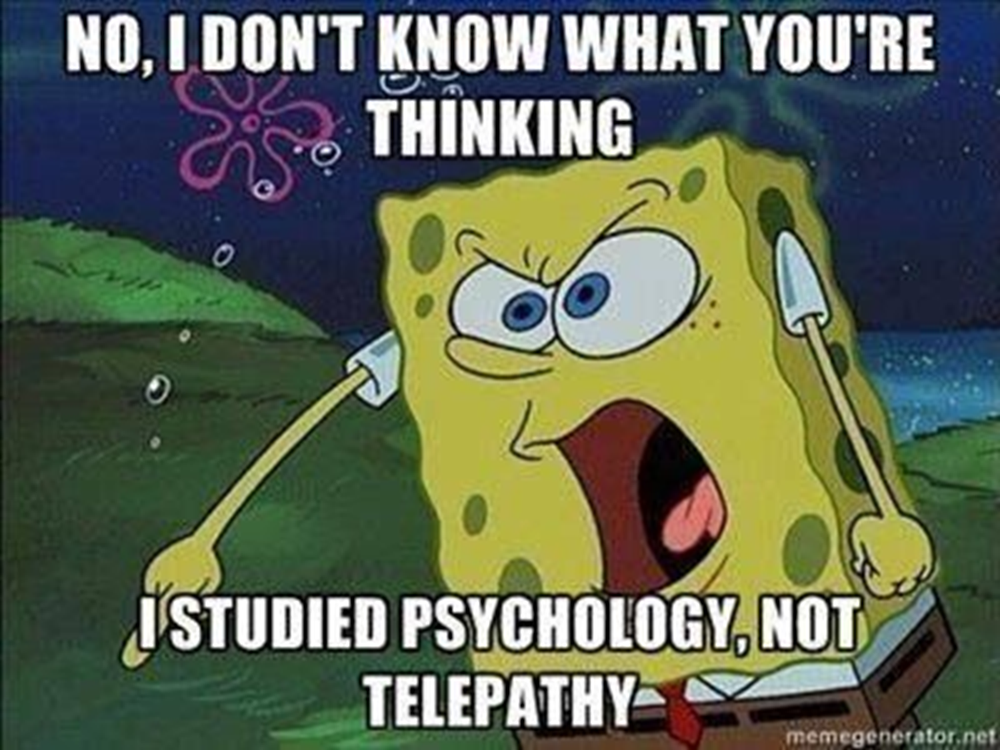 NO, I DON'T KNOW WHAT YOU'RE
THINKING
I STUDIED PSYCHOLOGY, NOT
TELEPATHY
memegenerator.net